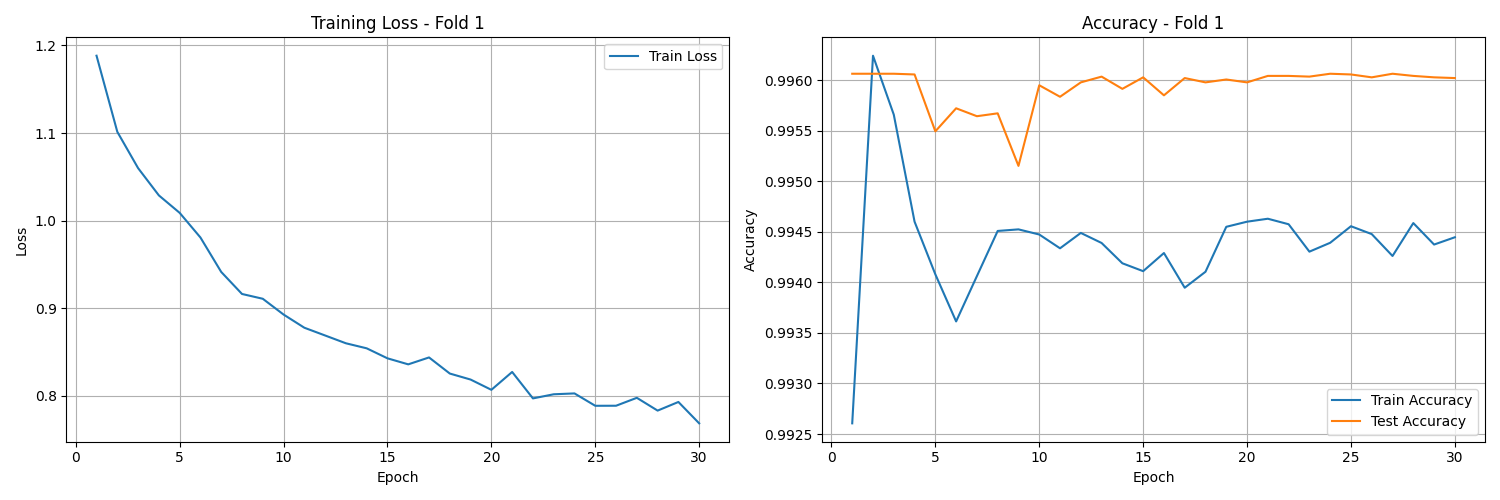 Training Loss - Fold 1
1.2
1.1
1.0
0.9
0.8
Loss
0 5 10 15 20 25 30
Epoch
Train Loss
Accuracy - Fold 1
0.9960
0.9955
0.9950
0.9945
0.9940
0.9935
0.9930
0.9925
Accuracy
0 5 10 15 20 25 30
Epoch
Train Accuracy
Test Accuracy